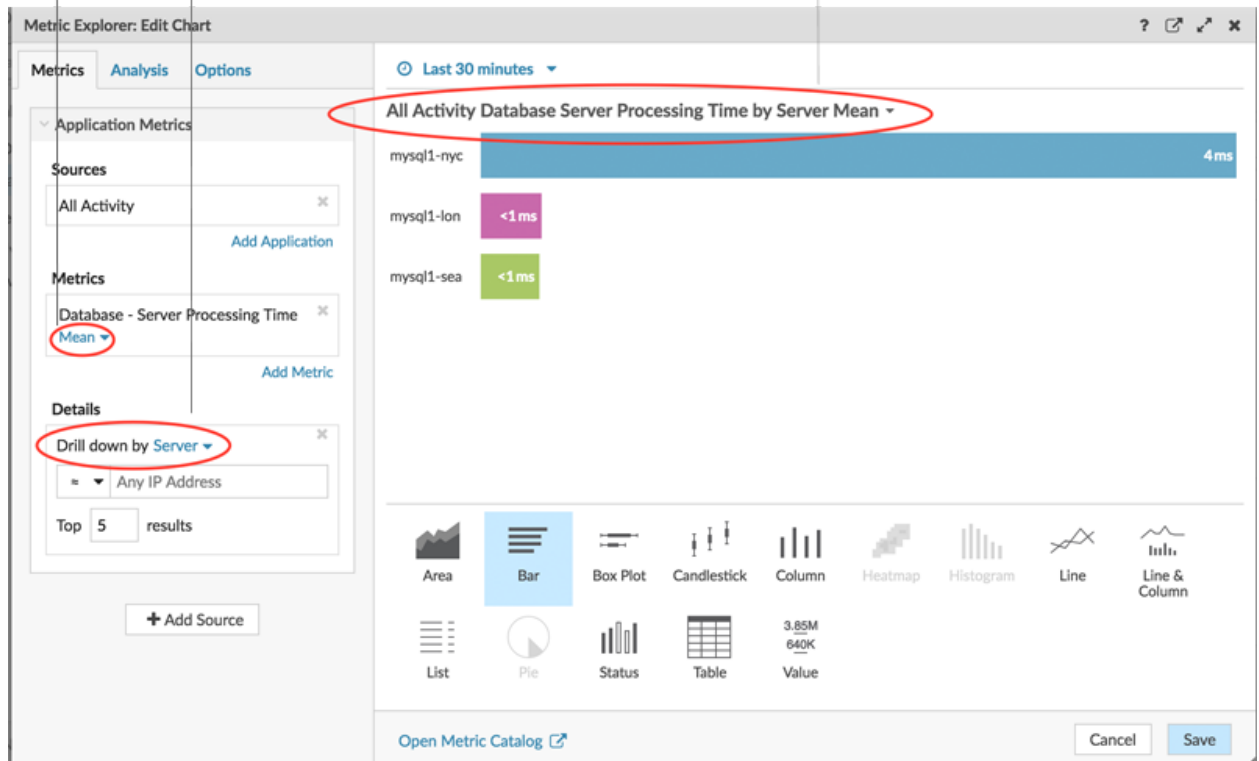 Metric Explorer: Edit Chart
?
Metrics Analysis Options
Last 30 minutes
Application Metrics
Sources
All Activity
Add Application
Metrics
Database - Server Processing Time
Mean
Add Metric
Details
Drill down by Server
≈ Any IP Address
Top 5 results
+ Add Source
All Activity Database Server Processing Time by Server Mean
mysql1-nyc 4 ms
mysql1-lon <1 ms
mysql1-sea <1 ms
Area Bar Box Plot Candlestick Column Heatmap Histogram Line Line &
Column
3.85M
640K
List Pie Status Table Value
Open Metric Catalog
Cancel Save